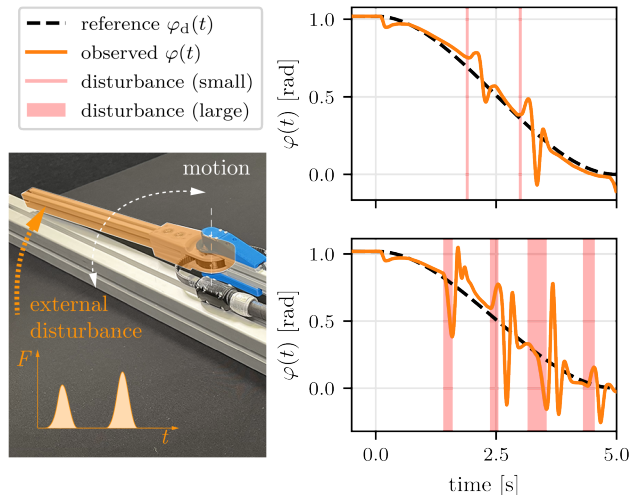 reference φd(t)
observed φ(t)
disturbance (small)
disturbance (large)
motion
external
disturbance
F
t
φ(t) [rad]
1.0
0.5
0.0
φ(t) [rad]
1.0
0.5
0.0
0.0
2.5
5.0
time [s]